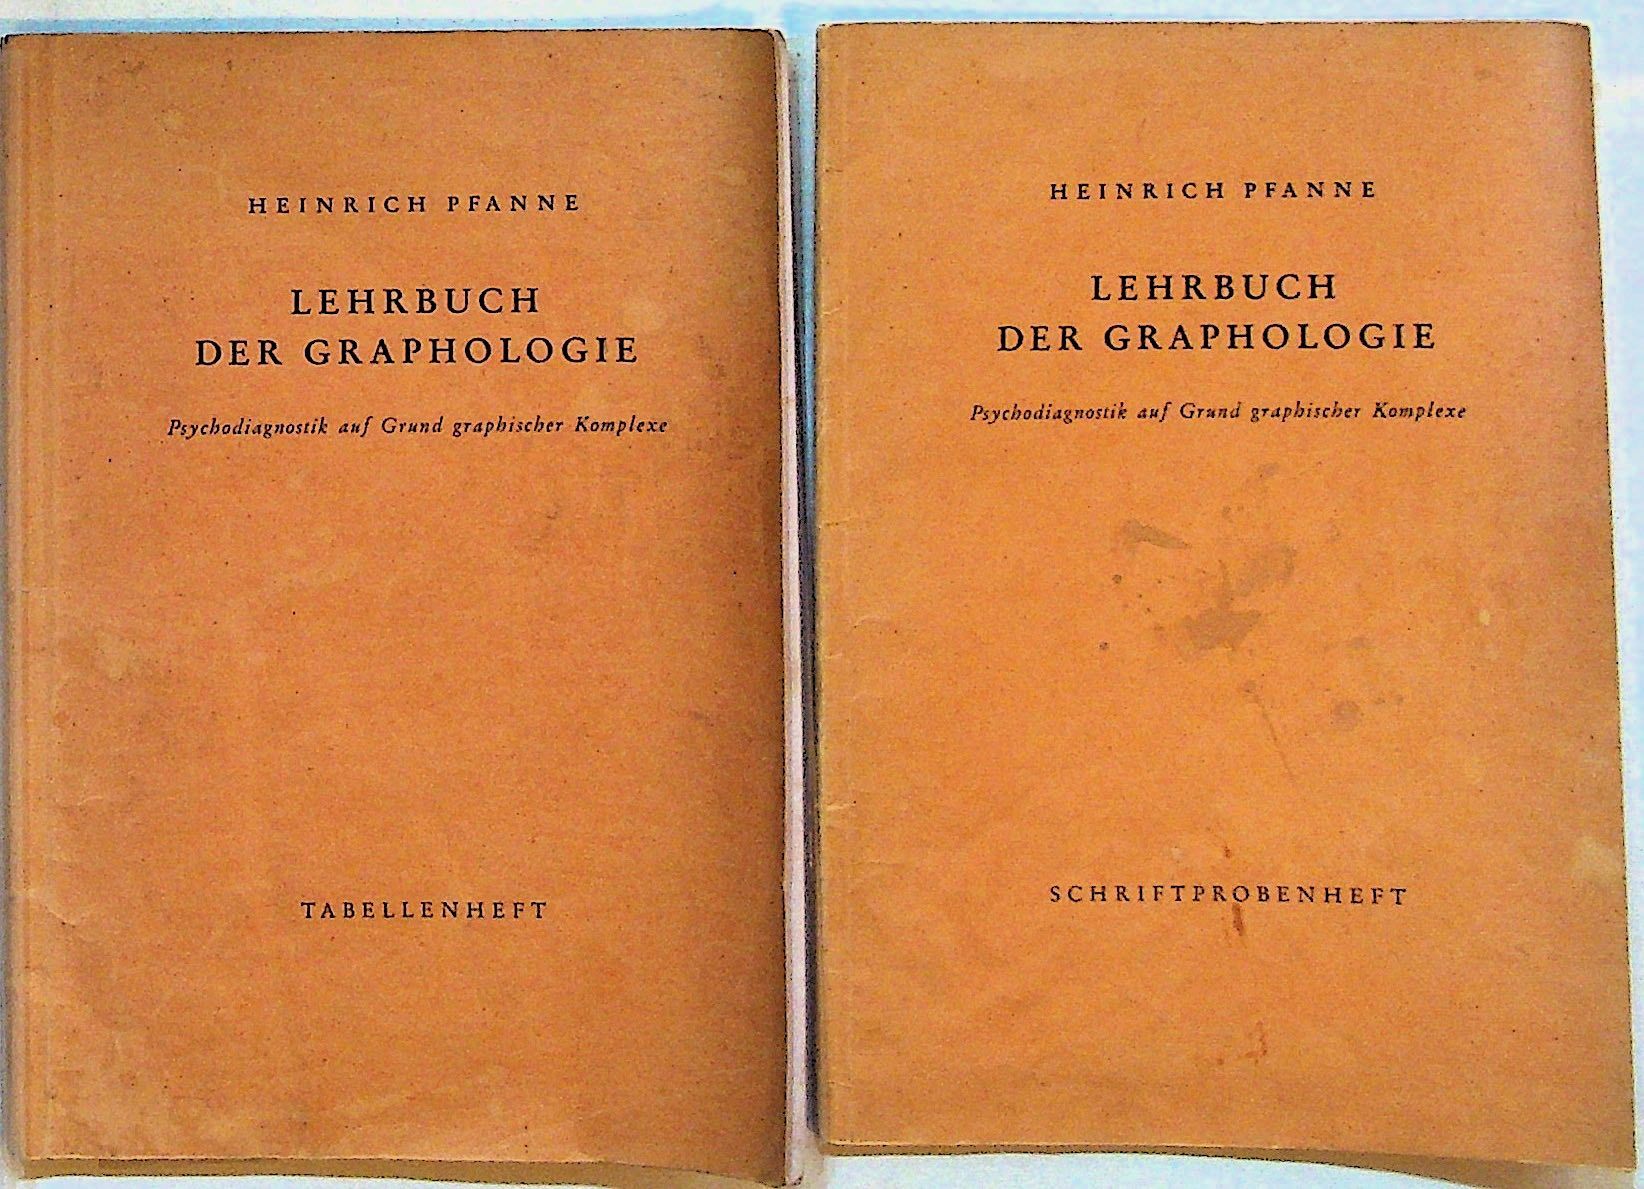 HEINRICH PFANNE
LEHRBUCH
DER GRAPHOLOGIE
Psychodiagnostik auf Grund graphischer Komplexe
TABELLENHEFT
HEINRICH PFANNE
LEHRBUCH
DER GRAPHOLOGIE
Psychodiagnostik auf Grund graphischer Komplexe
SCHRIFTPROBENHEFT